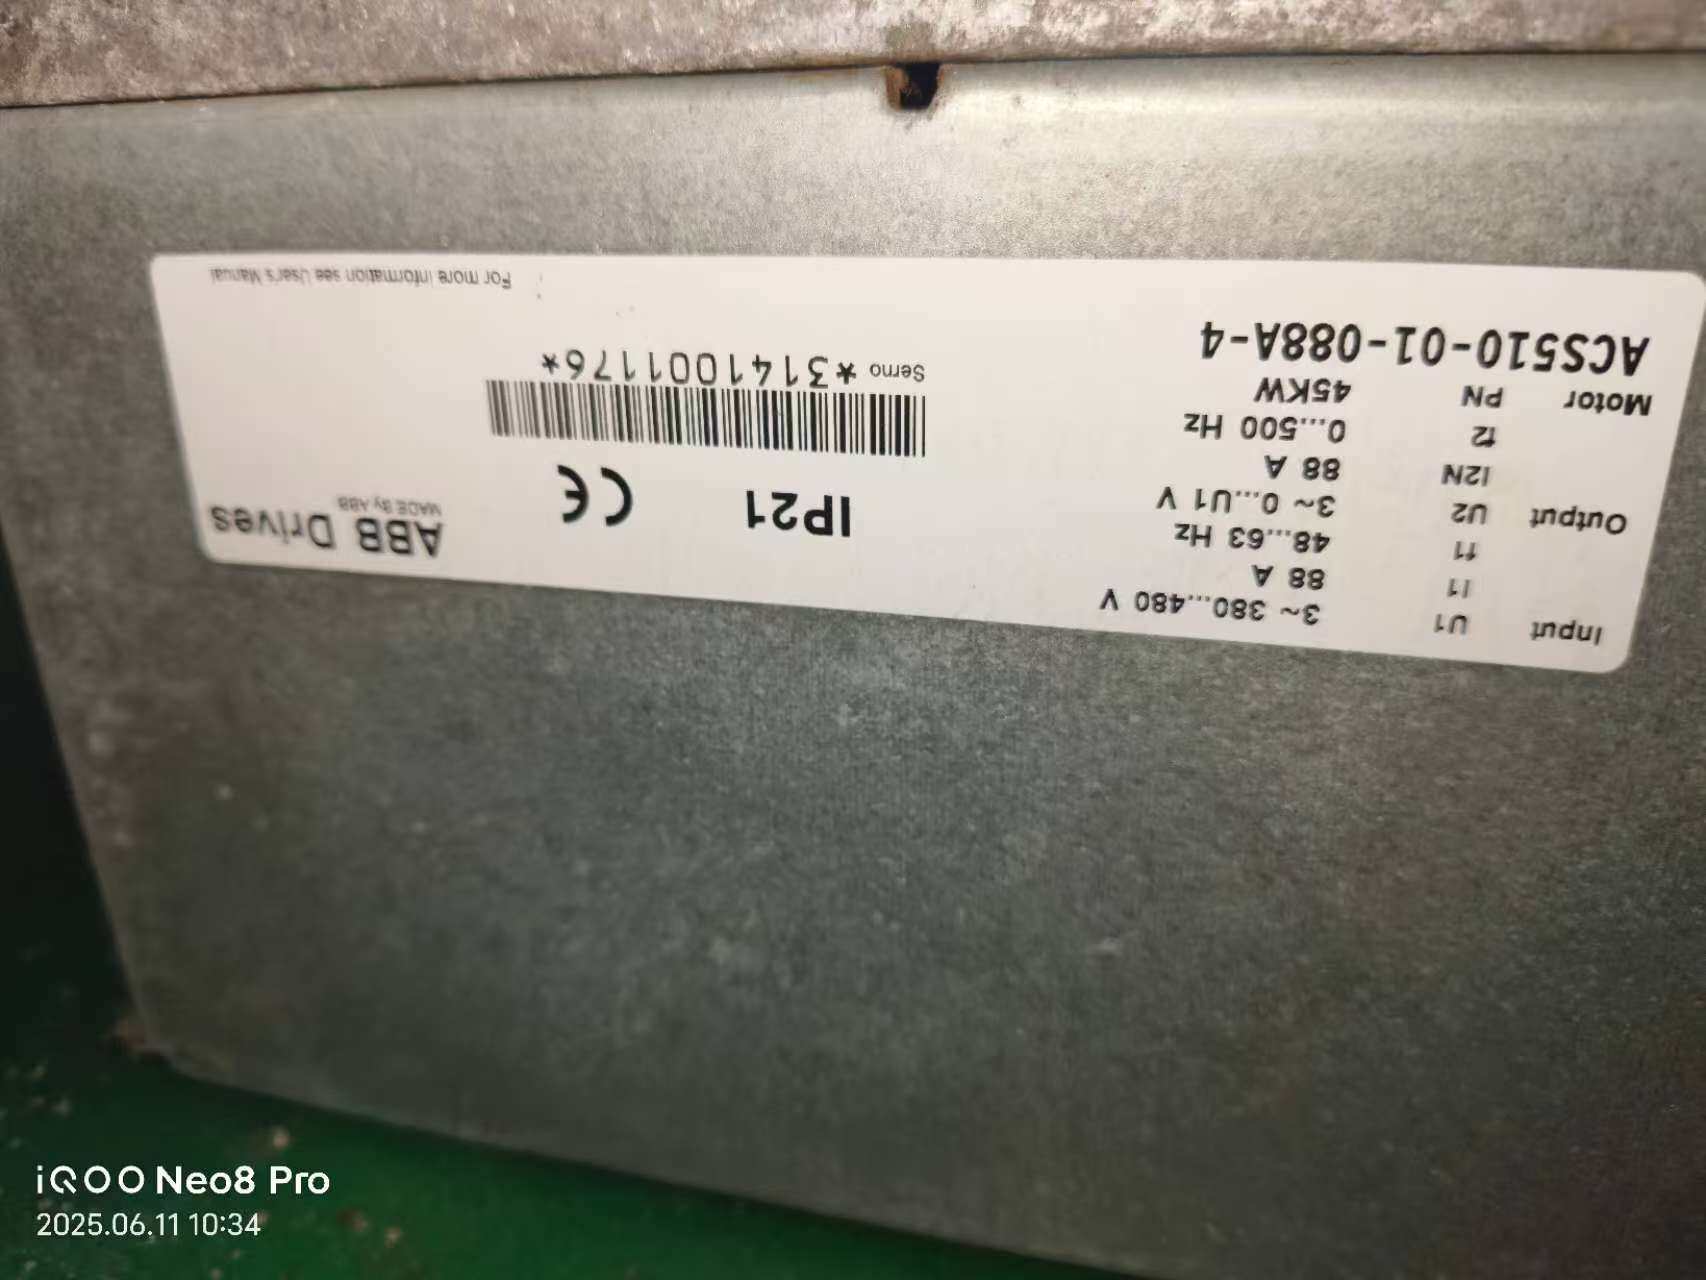 Input U1 3~ 380...480 V
I1 88 A
f1 48...63 Hz
Output U2 3~ 0...U1 V
I2N 88 A
f2 0...500 Hz
Motor PN 45KW
ACS510-01-088A-4
IP21
CE
ABB Drives
MADE By ABB
Serno *3141001176*
For more information see User's Manual
iQOO Neo8 Pro
2025.06.11 10:34